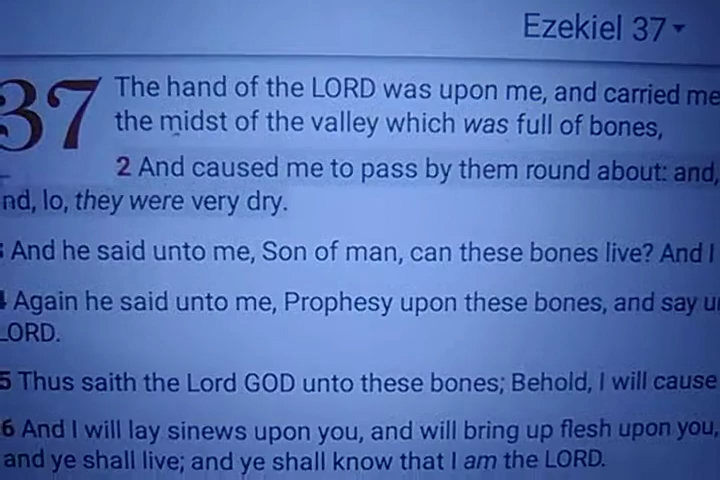 Ezekiel 37
37 The hand of the LORD was upon me, and carried me
the midst of the valley which was full of bones,
2 And caused me to pass by them round about: and,
nd, lo, they were very dry.
And he said unto me, Son of man, can these bones live? And I
Again he said unto me, Prophesy upon these bones, and say
LORD.
5 Thus saith the Lord GOD unto these bones; Behold, I will cause
6 And I will lay sinews upon you, and will bring up flesh upon you,
and ye shall live; and ye shall know that I am the LORD.